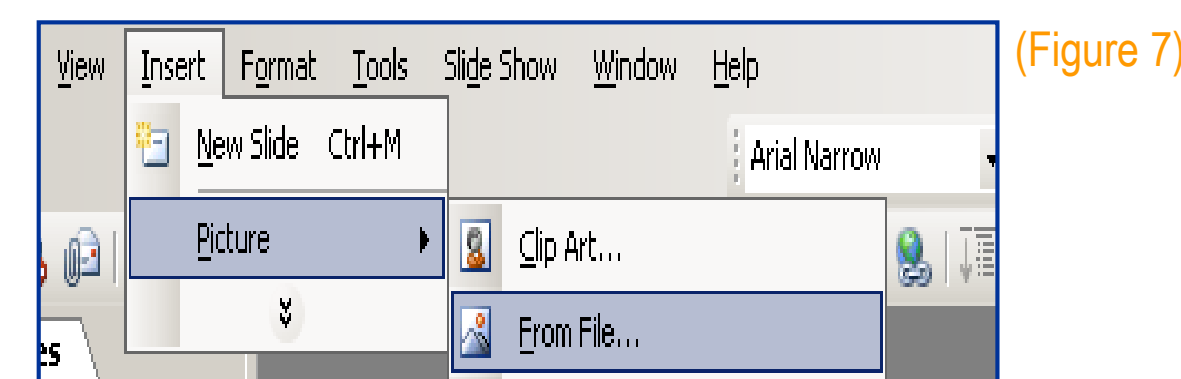 View Insert Format Tools Slide Show Window Help
(Figure 7)
New Slide Ctrl+M
Arial Narrow
Picture
Clip Art...
From File...
es